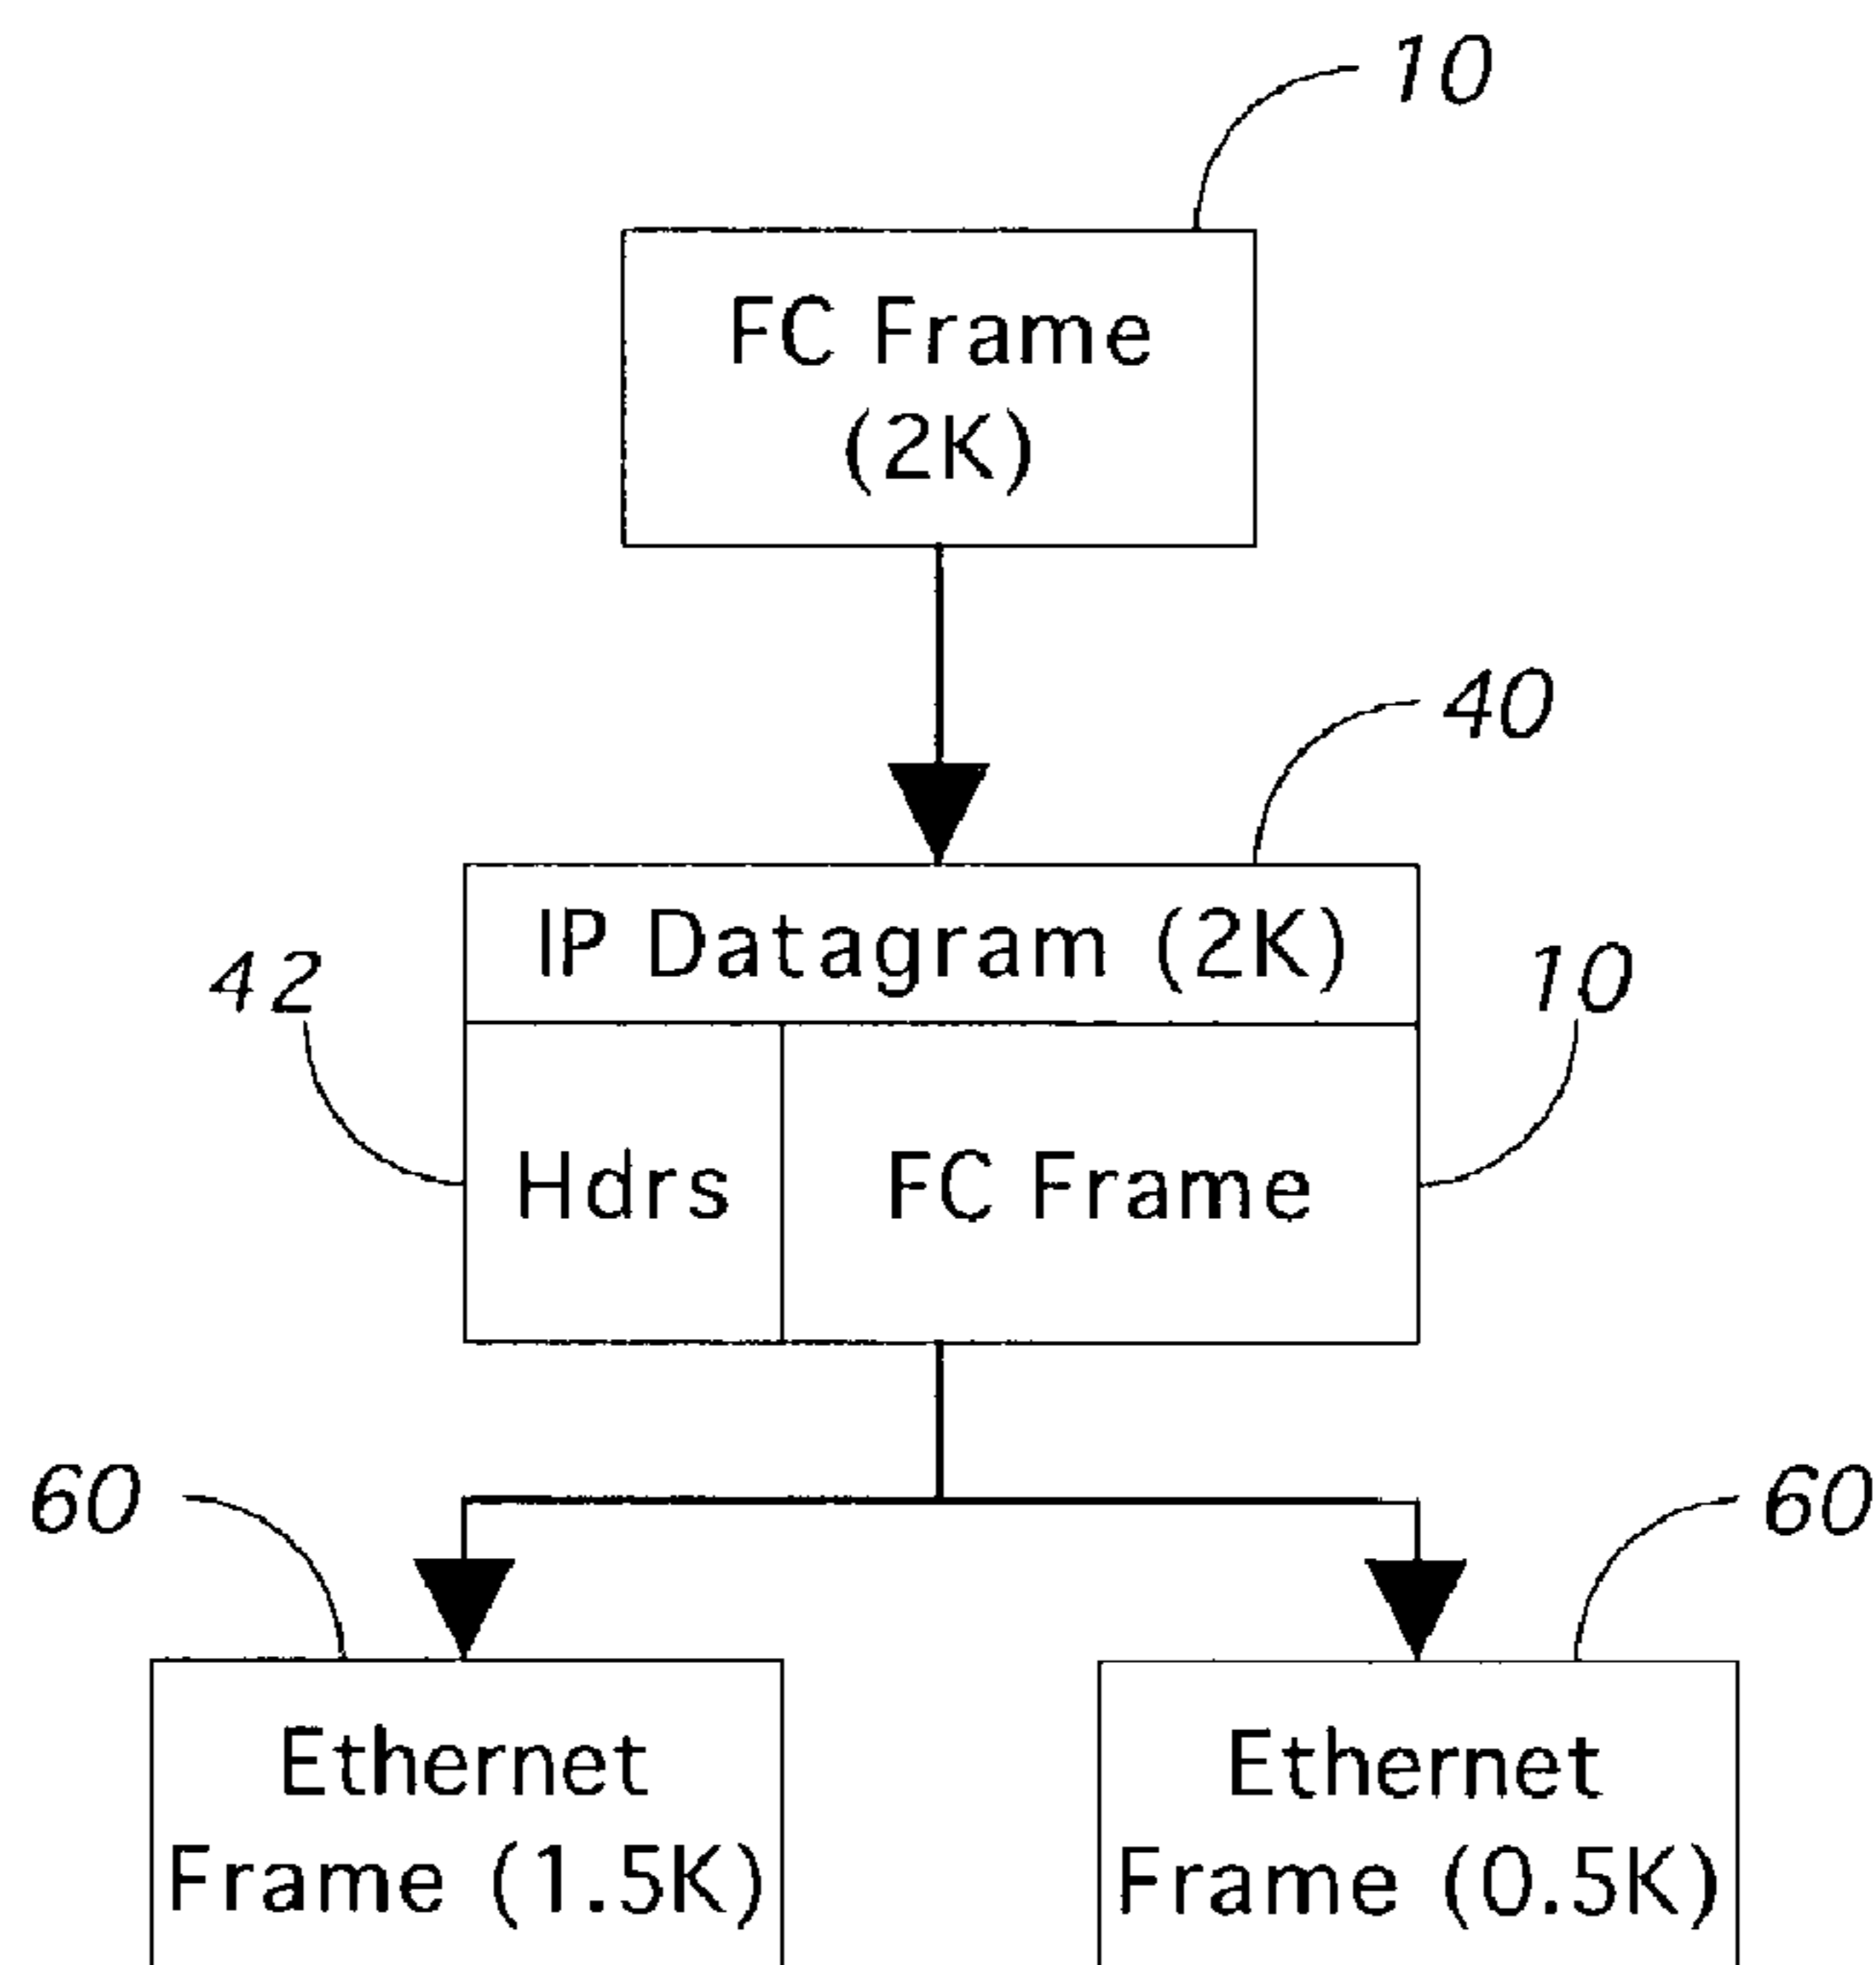 10
FC Frame
(2K)
40
IP Datagram (2K)
42
10
Hdrs
FC Frame
60
60
Ethernet
Frame (1.5K)
Ethernet
Frame (0.5K)